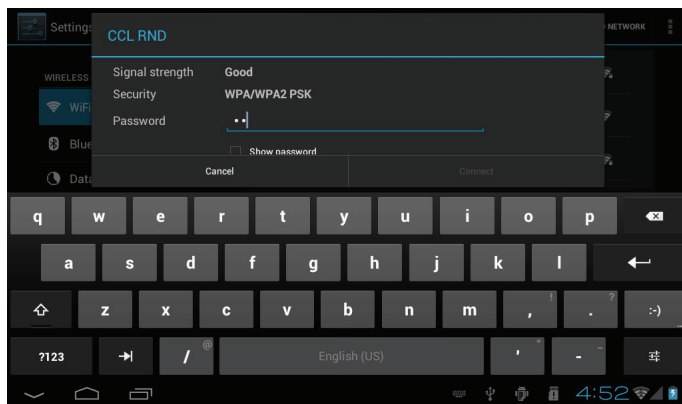 Settings
CCL RND
NETWORK
WIRELESS
Signal strength Good
Security WPA/WPA2 PSK
WiFi
Password ••
Blue
Show password
Data
Cancel Connect
q w e r t y u i o p
a s d f g h j k l
z x c v b n m , ! . ? :-)
?123 / @ English (US) ' " - _
4:52